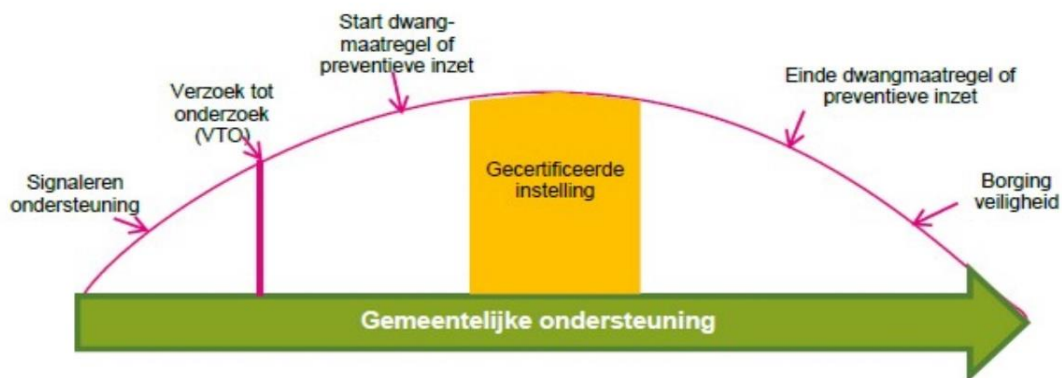 Signaleren
ondersteuning
Verzoek tot
onderzoek
(VTO)
Start dwang-
maatregel of
preventieve inzet
Gecertificeerde
instelling
Einde dwangmaatregel of
preventieve inzet
Borging
veiligheid
Gemeentelijke ondersteuning